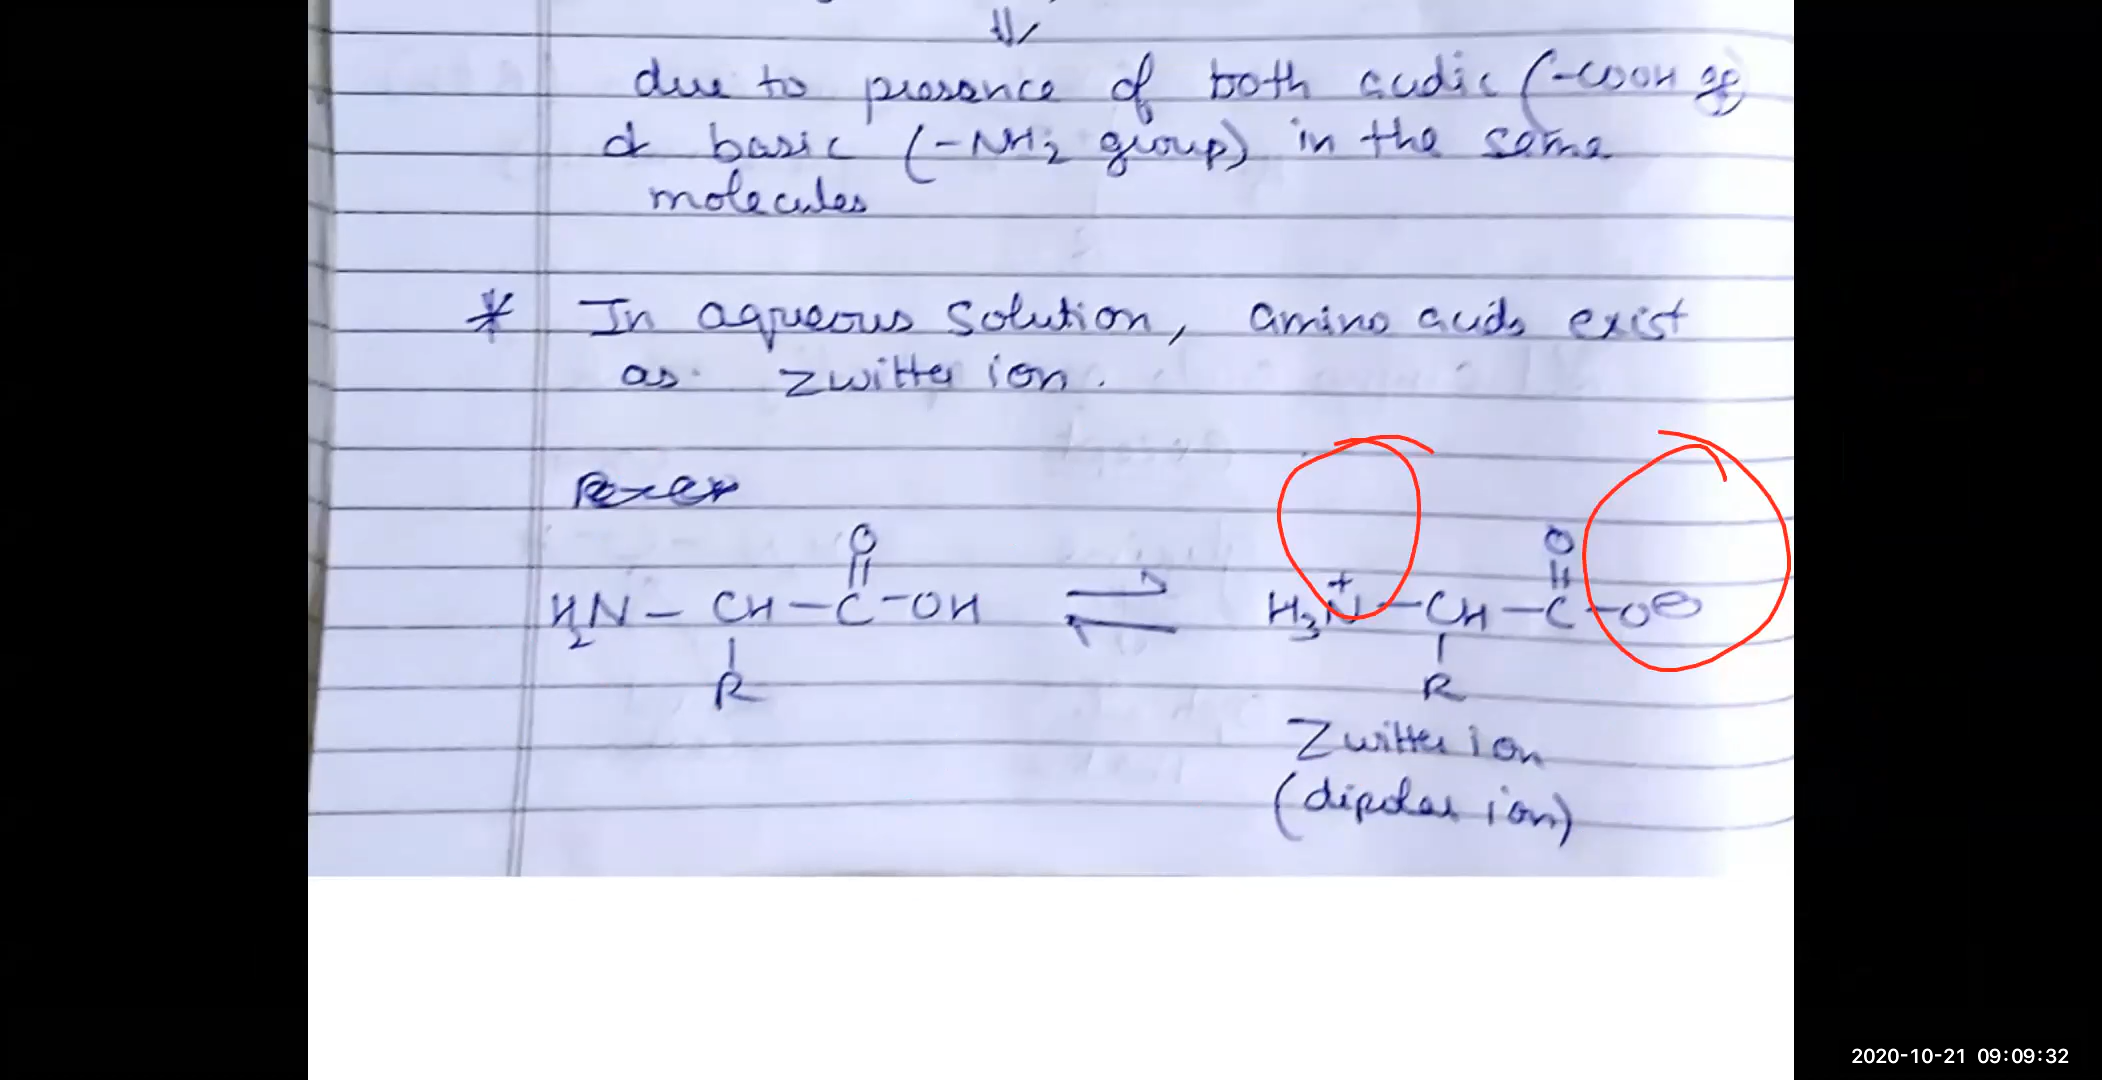 due to presence of both acidic (-COOH gp)
& basic (-NH2 group) in the same
molecules
* In aqueous solution, amino acids exist
as zwitter ion.
O O
H2N - CH - C - OH ⇌ H3N+ - CH - C - O⊖
R R
Zwitter ion
(dipolar ion)
2020-10-21 09:09:32